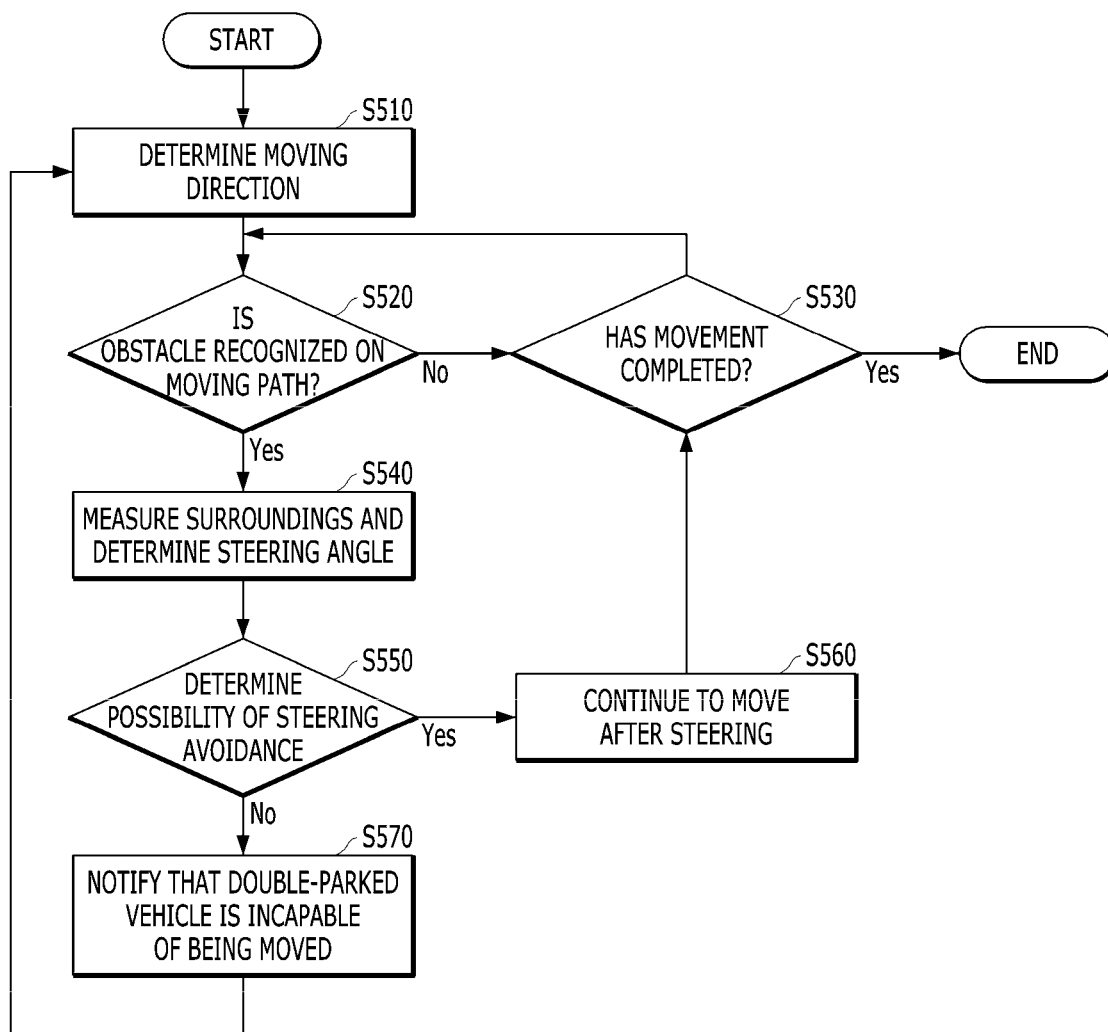 START
S510
DETERMINE MOVING
DIRECTION
S520
IS
OBSTACLE RECOGNIZED ON
MOVING PATH?
No
Yes
S530
HAS MOVEMENT
COMPLETED?
Yes
END
S540
MEASURE SURROUNDINGS AND
DETERMINE STEERING ANGLE
S550
DETERMINE
POSSIBILITY OF STEERING
AVOIDANCE
Yes
No
S560
CONTINUE TO MOVE
AFTER STEERING
S570
NOTIFY THAT DOUBLE-PARKED
VEHICLE IS INCAPABLE
OF BEING MOVED